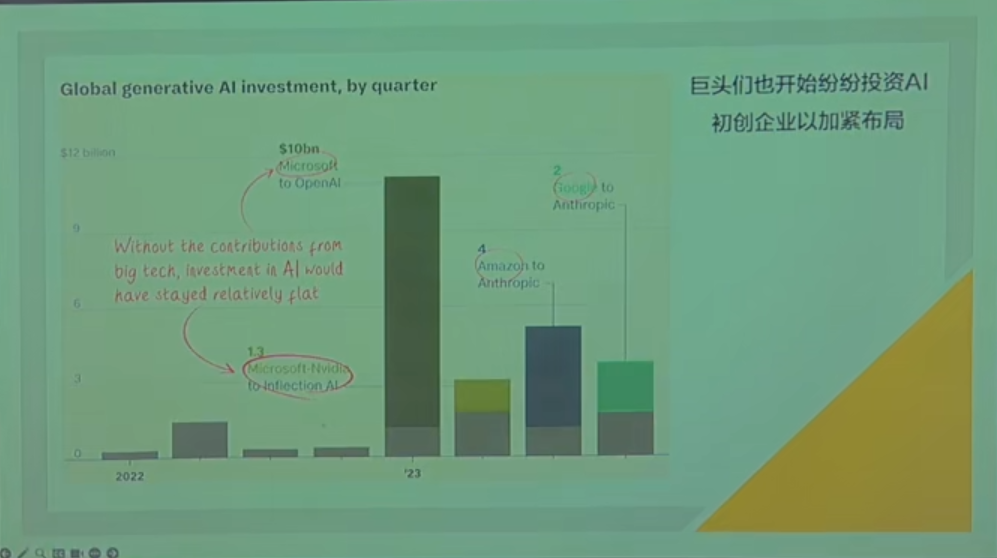 Global generative AI investment, by quarter
巨头们也开始纷纷投资AI
初创企业以加紧布局
$12 billion
$10bn
Microsoft
to OpenAI
2
Google to
Anthropic
9
Without the contributions from
big tech, investment in AI would
have stayed relatively flat
4
Amazon to
Anthropic
6
1.3
Microsoft-Nvidia
to Inflection AI
3
0
2022
'23